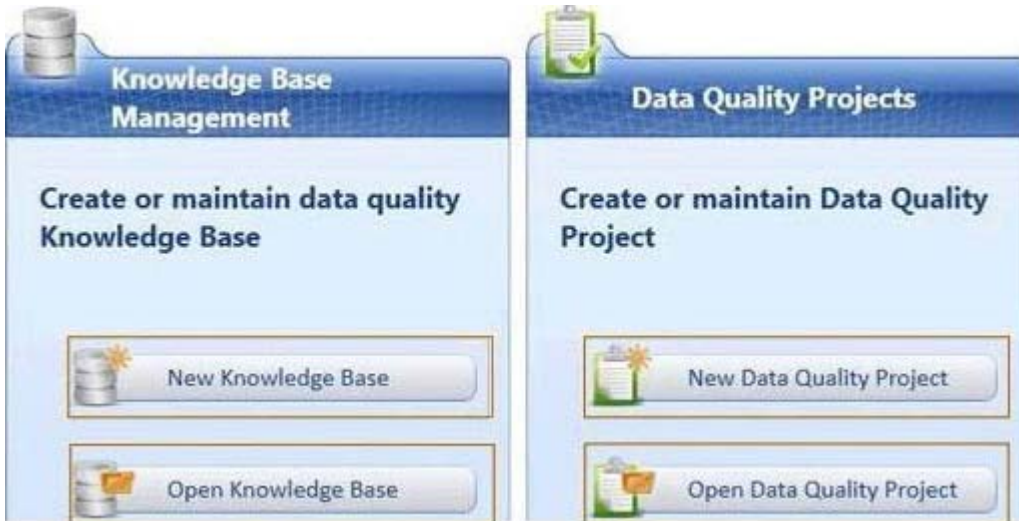 Knowledge Base
Management
Create or maintain data quality
Knowledge Base
New Knowledge Base
Open Knowledge Base
Data Quality Projects
Create or maintain Data Quality
Project
New Data Quality Project
Open Data Quality Project